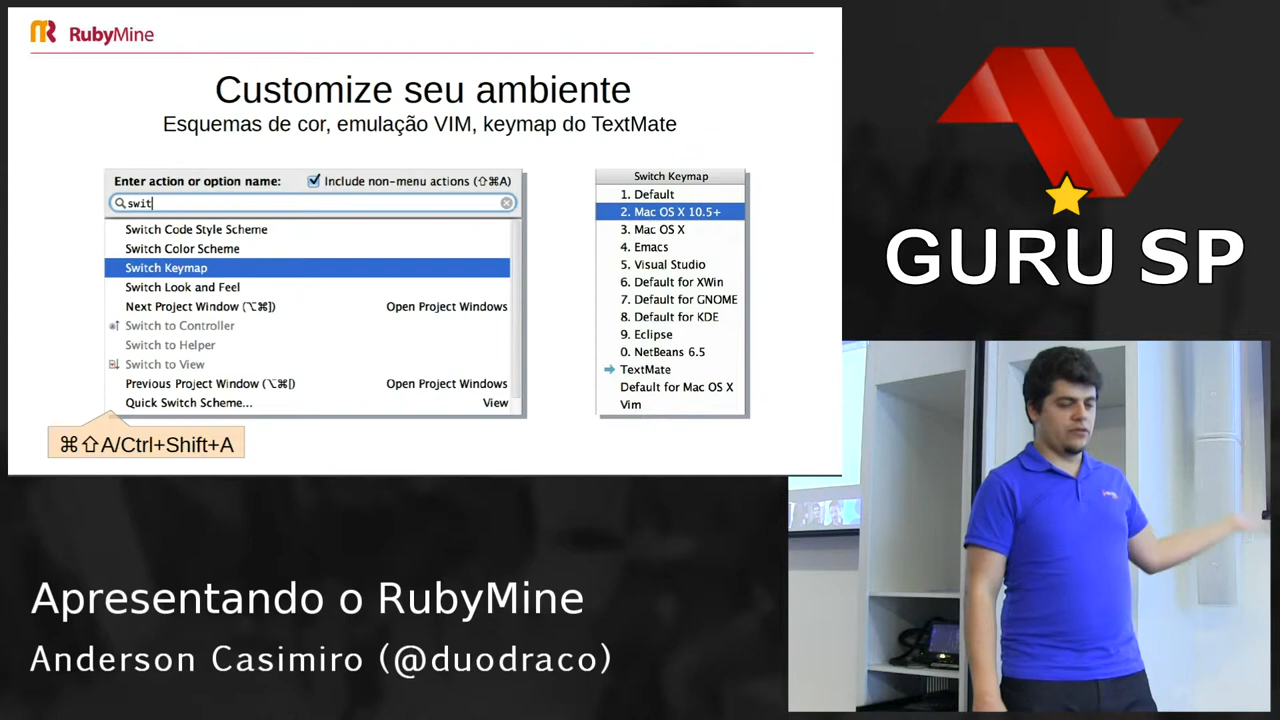 RubyMine
Customize seu ambiente
Esquemas de cor, emulação VIM, keymap do TextMate
Enter action or option name: Include non-menu actions (⇧⌘A)
swit
Switch Code Style Scheme
Switch Color Scheme
Switch Keymap
Switch Look and Feel
Next Project Window (⌥⌘]) Open Project Windows
Switch to Controller
Switch to Helper
Switch to View
Previous Project Window (⌥⌘[) Open Project Windows
Quick Switch Scheme... View
⌘⇧A/Ctrl+Shift+A
Switch Keymap
1. Default
2. Mac OS X 10.5+
3. Mac OS X
4. Emacs
5. Visual Studio
6. Default for XWin
7. Default for GNOME
8. Default for KDE
9. Eclipse
0. NetBeans 6.5
TextMate
Default for Mac OS X
Vim
GURU SP
Apresentando o RubyMine
Anderson Casimiro (@duodraco)